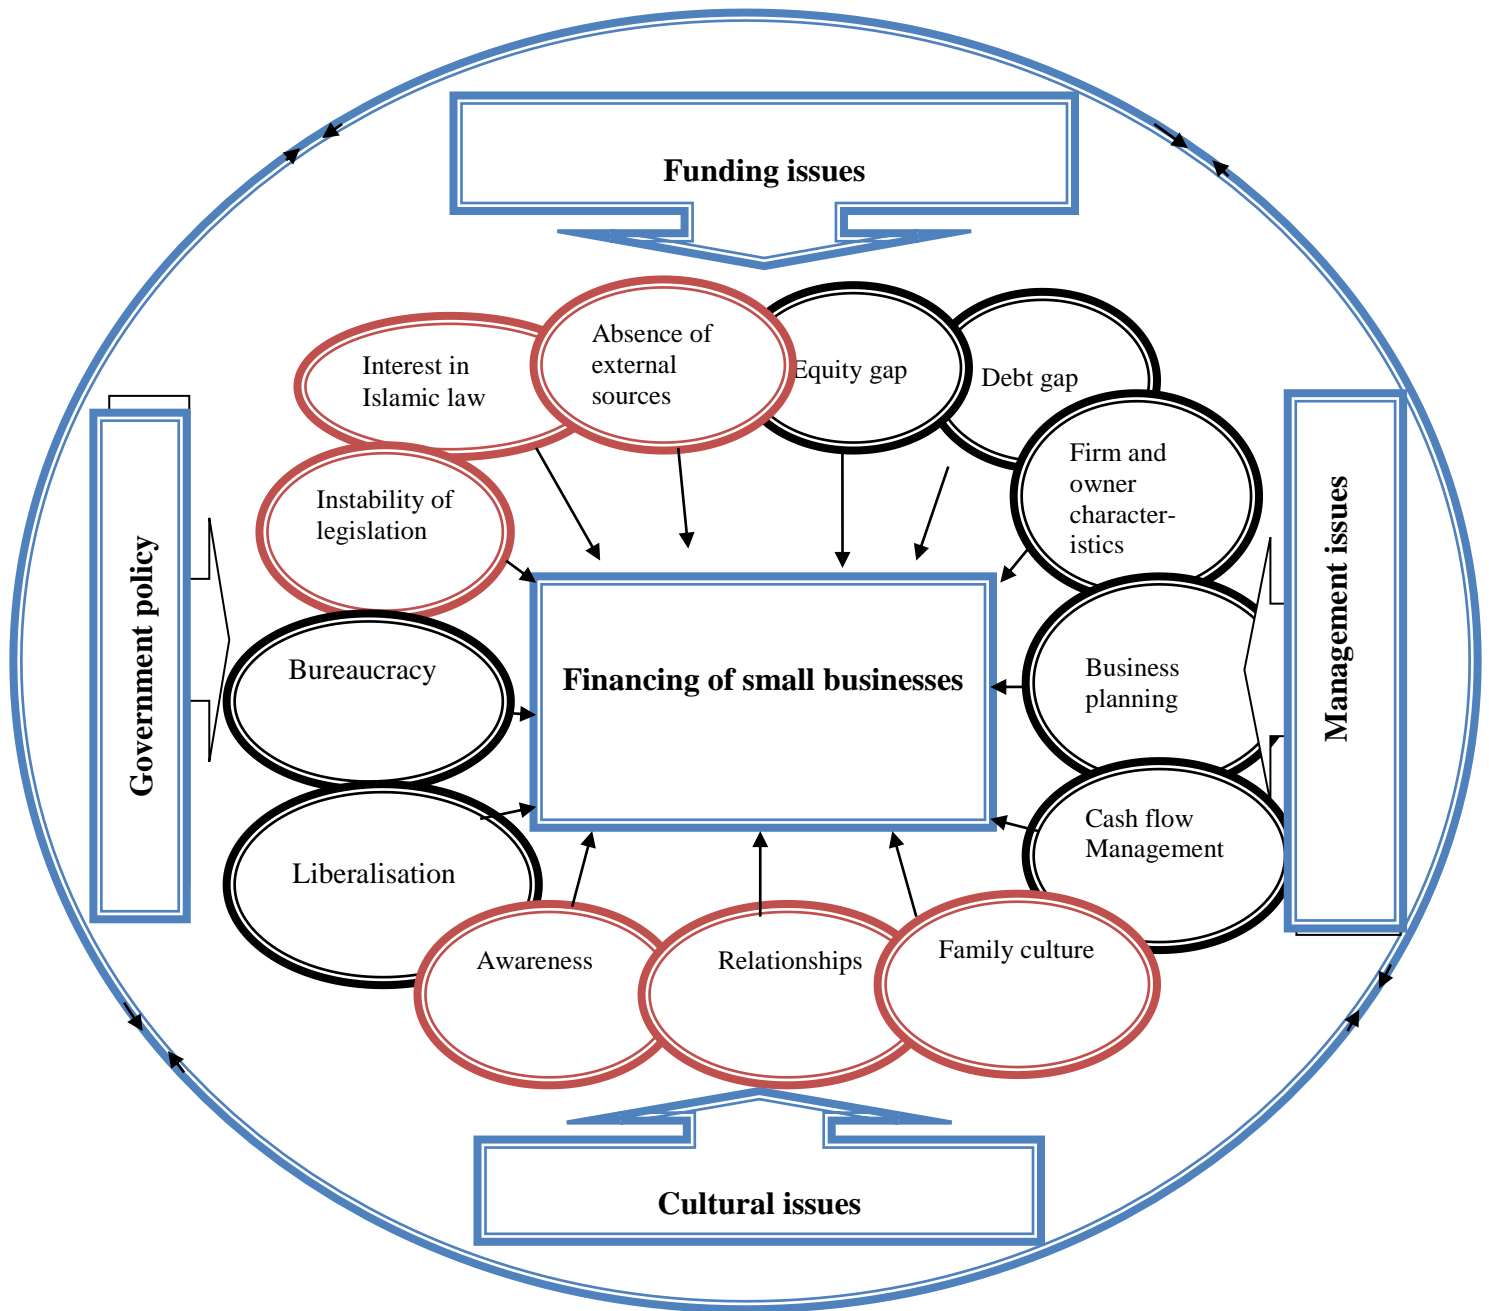 Funding issues
Interest in
Islamic law
Absence of
external
sources
Equity gap
Debt gap
Firm and
owner
character-
istics
Instability of
legislation
Government policy
Management issues
Bureaucracy
Financing of small businesses
Business
planning
Liberalisation
Cash flow
Management
Awareness
Relationships
Family culture
Cultural issues